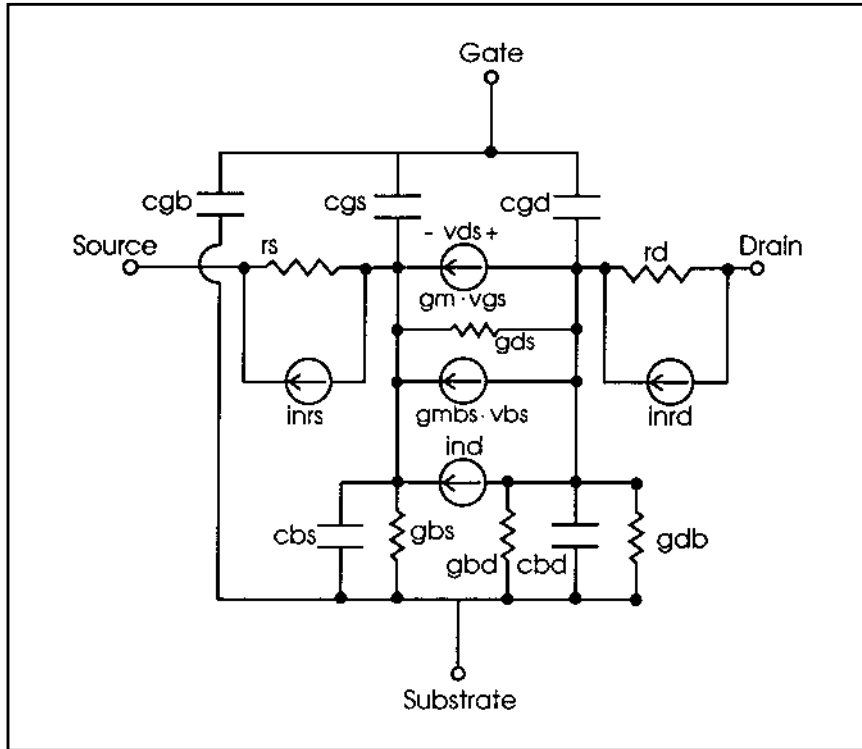 Gate
cgb
cgs
cgd
- vds +
Source
rs
rd
Drain
gm · vgs
gds
inrs
gmbs · vbs
inrd
ind
cbs
gbs
gbd
cbd
gdb
Substrate